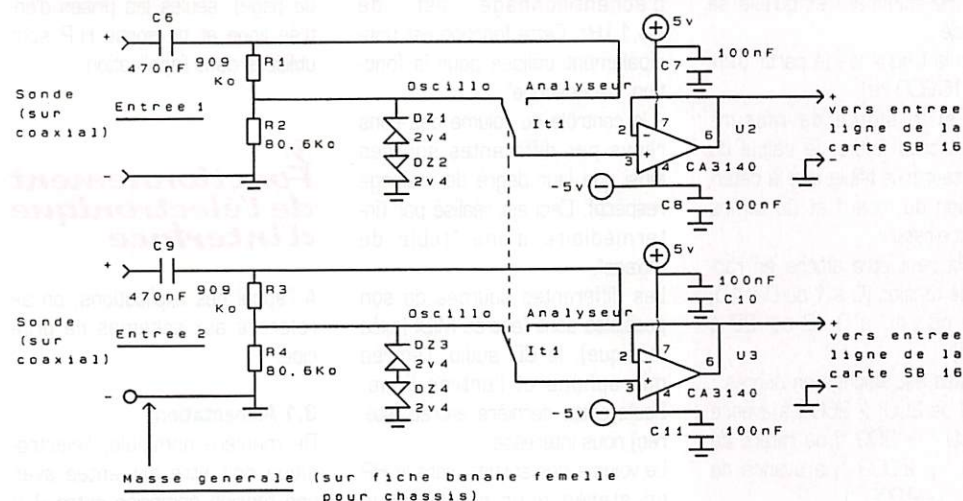 C6
5v
+
+
470nF
909
Ko
R1
C7
100nF
Sonde
(sur
coaxial)
Entree 1
Oscillo
Analyseur
+
vers entree
ligne de la
carte SB 16
R2
80.6Ko
DZ1
2v4
DZ2
2v4
It1
2
7
-
6
U2
+
3
4
CA3140
-
-5v
-
C8
100nF
C9
5v
+
+
470nF
909
Ko
R3
C10
100nF
Sonde
(sur
coaxial)
Entree 2
Oscillo
Analyseur
+
vers entree
ligne de la
carte SB 16
R4
80.6Ko
DZ3
2v4
DZ4
2v4
It1
2
7
-
6
U3
+
3
4
CA3140
-
-5v
-
C11
100nF
Masse generale (sur fiche banane femelle
pour chassis)